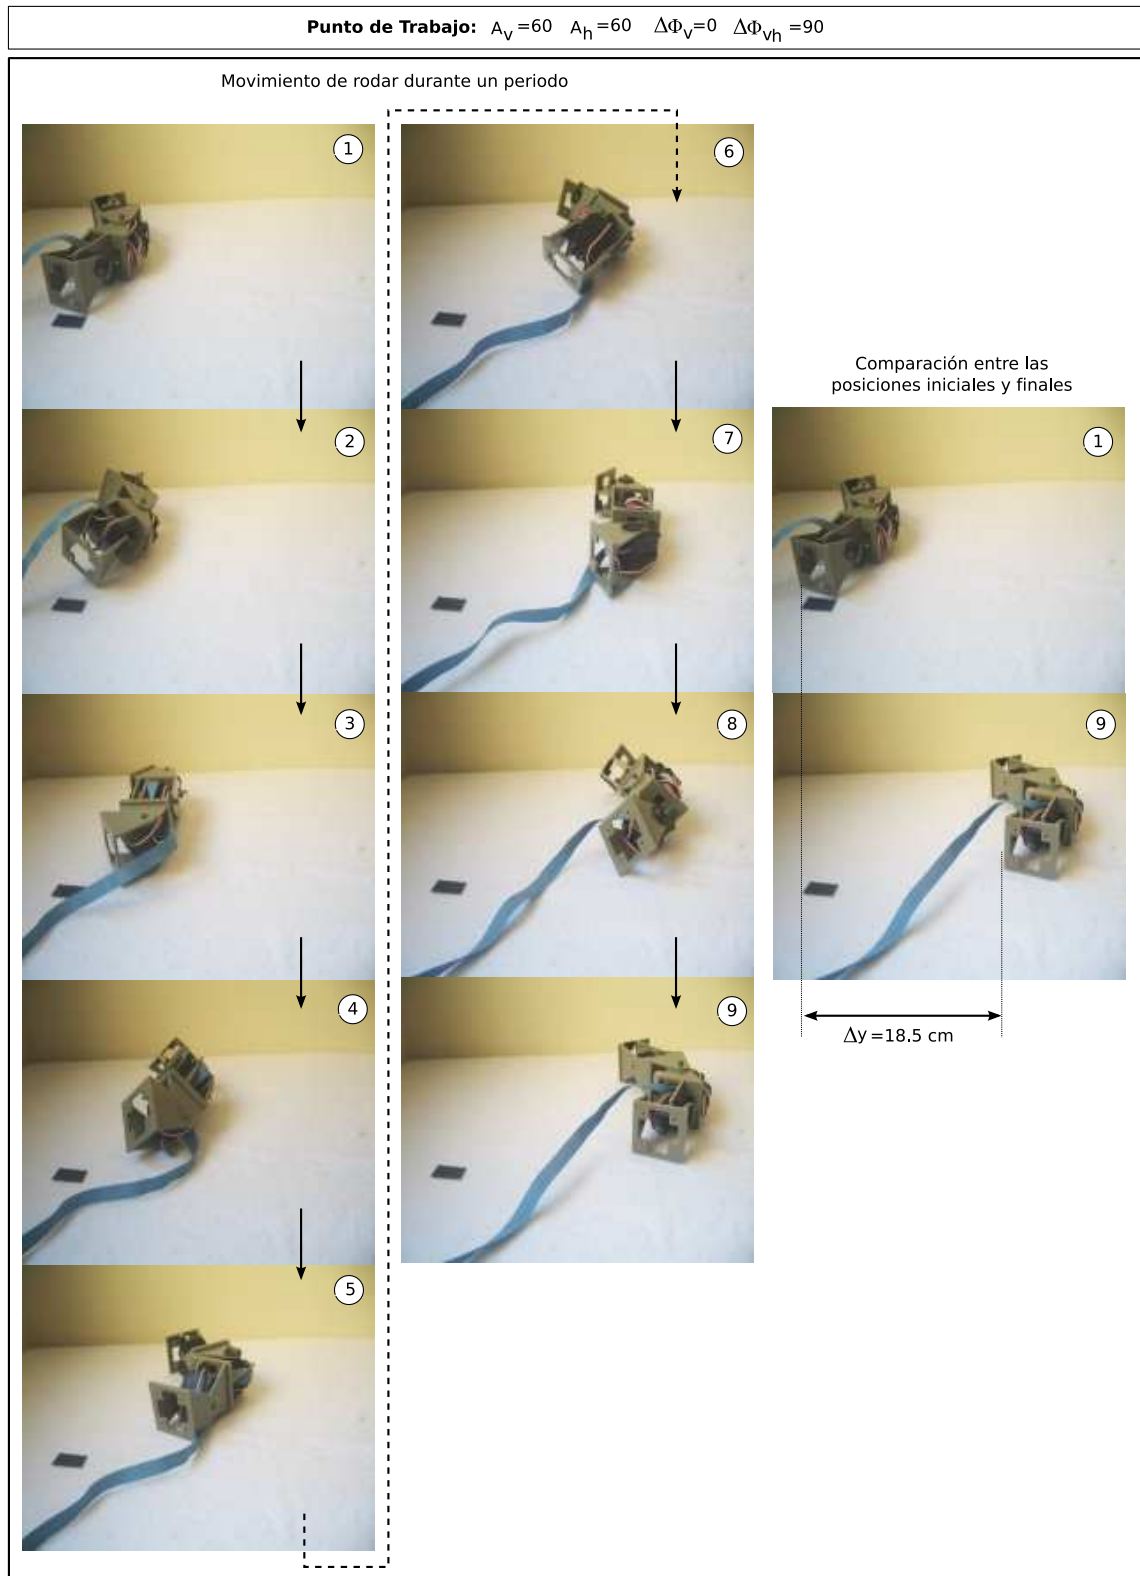 Punto de Trabajo: Av=60 Ah=60 ΔΦv=0 ΔΦvh=90
Movimiento de rodar durante un periodo
1
2
3
4
5
6
7
8
9
Comparación entre las
posiciones iniciales y finales
1
9
Δy=18.5 cm